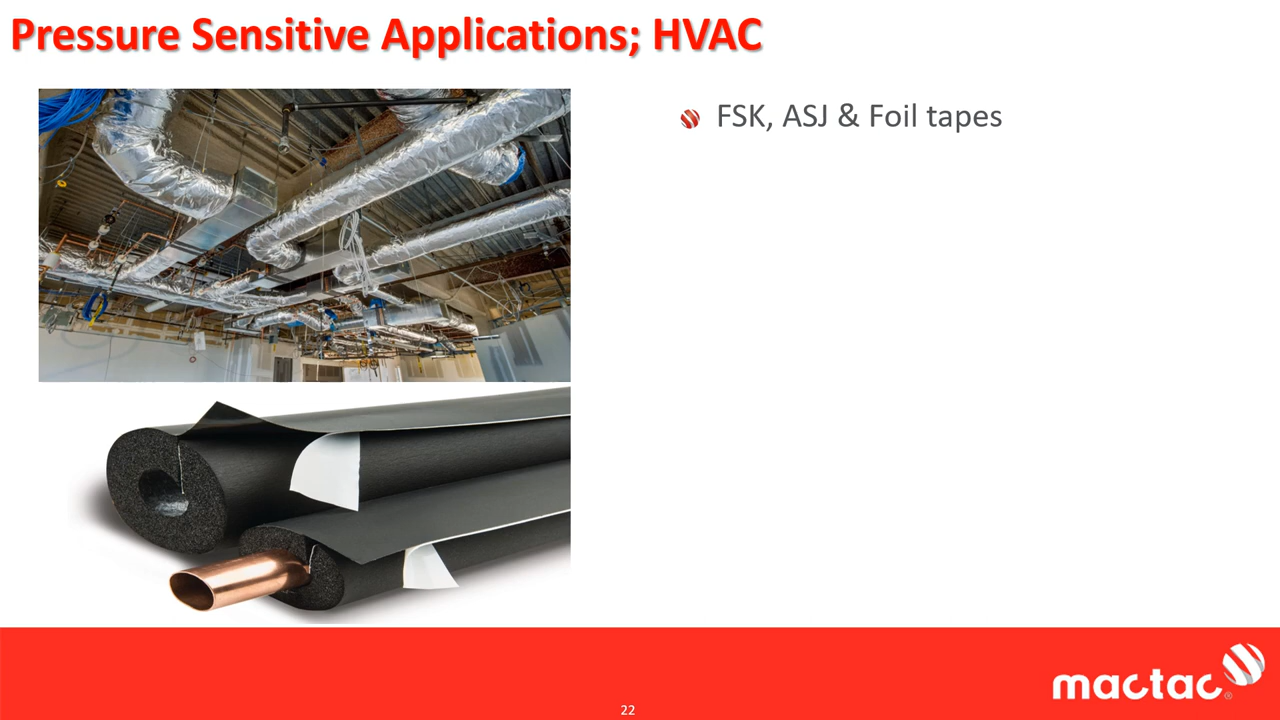 Pressure Sensitive Applications; HVAC
FSK, ASJ & Foil tapes
mactac®
22